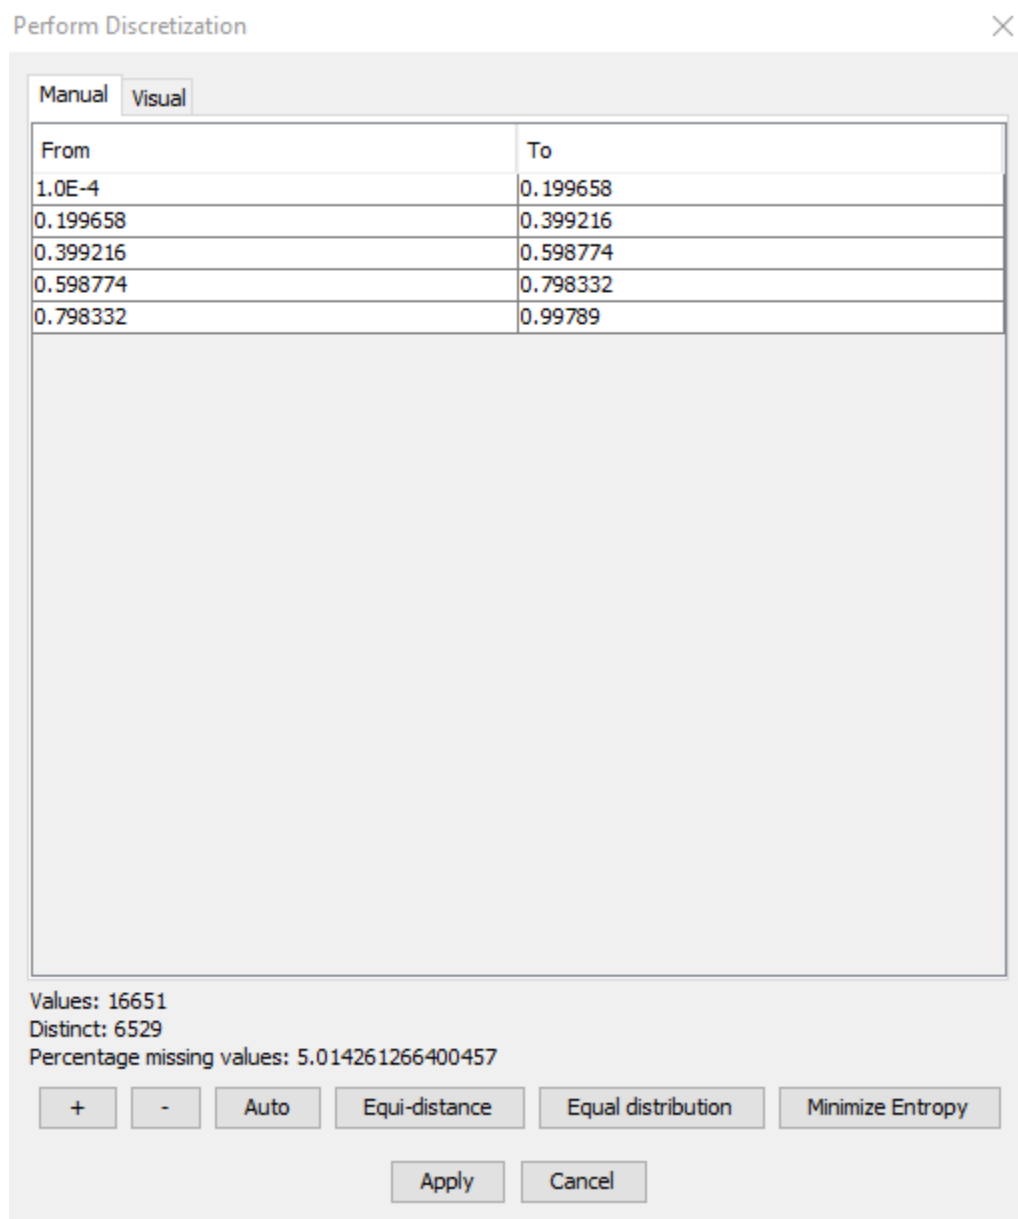 Perform Discretization
Manual Visual
From To
1.0E-4 0.199658
0.199658 0.399216
0.399216 0.598774
0.598774 0.798332
0.798332 0.99789
Values: 16651
Distinct: 6529
Percentage missing values: 5.014261266400457
+ - Auto Equi-distance Equal distribution Minimize Entropy
Apply Cancel